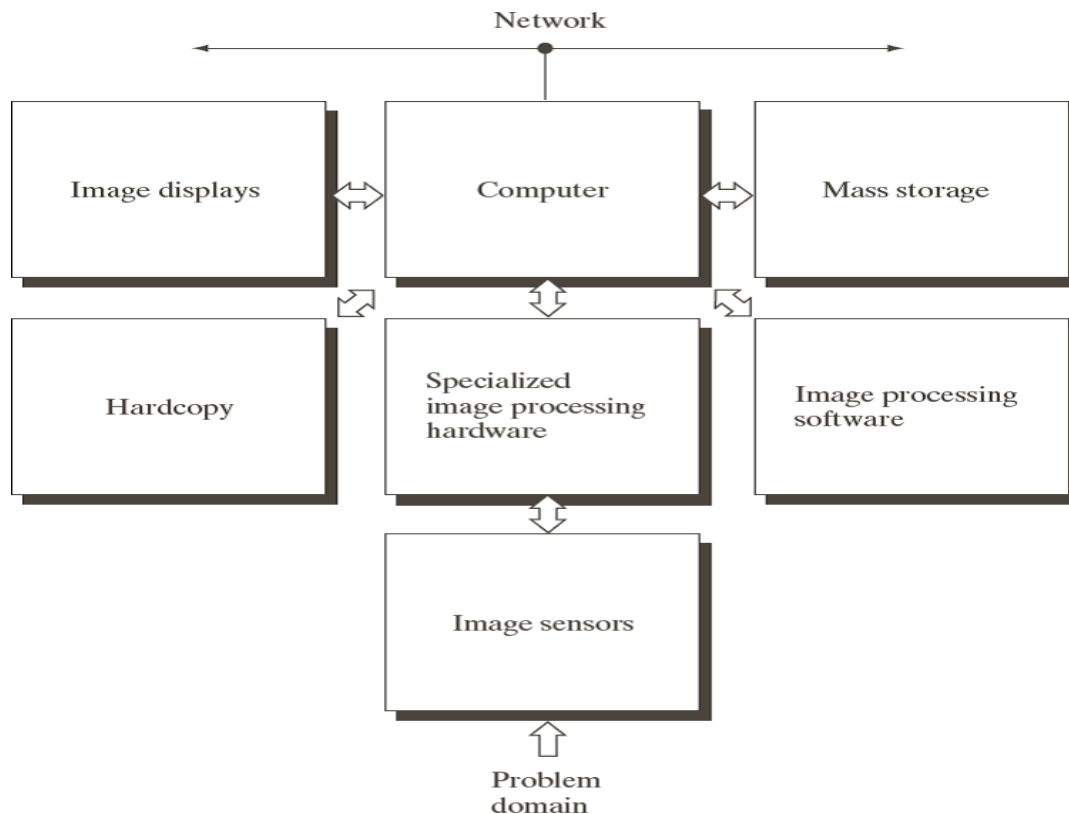 Network
Image displays
Computer
Mass storage
Hardcopy
Specialized
image processing
hardware
Image processing
software
Image sensors
Problem
domain